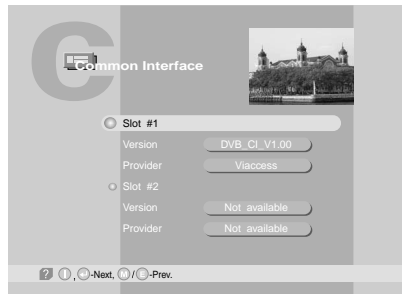 C
Common Interface
Slot #1
Version DVB_CI_V1.00
Provider Viaccess
Slot #2
Version Not available
Provider Not available
? , -Next, M / E -Prev.